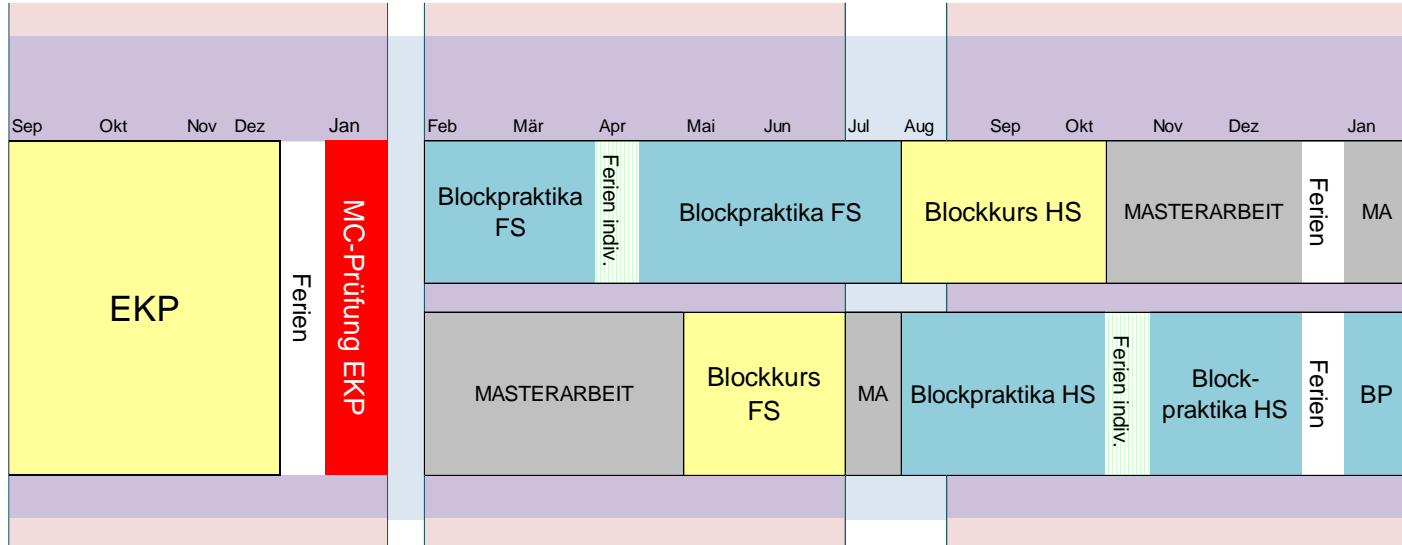 Sep Okt Nov Dez Jan Feb Mär Apr Mai Jun Jul Aug Sep Okt Nov Dez Jan
EKP
Ferien
MC-Prüfung EKP
Blockpraktika
FS
Ferien indiv.
Blockpraktika FS
Blockkurs HS
MASTERARBEIT
Ferien
MA
MASTERARBEIT
Blockkurs
FS
MA
Blockpraktika HS
Ferien indiv.
Block-
praktika HS
Ferien
BP